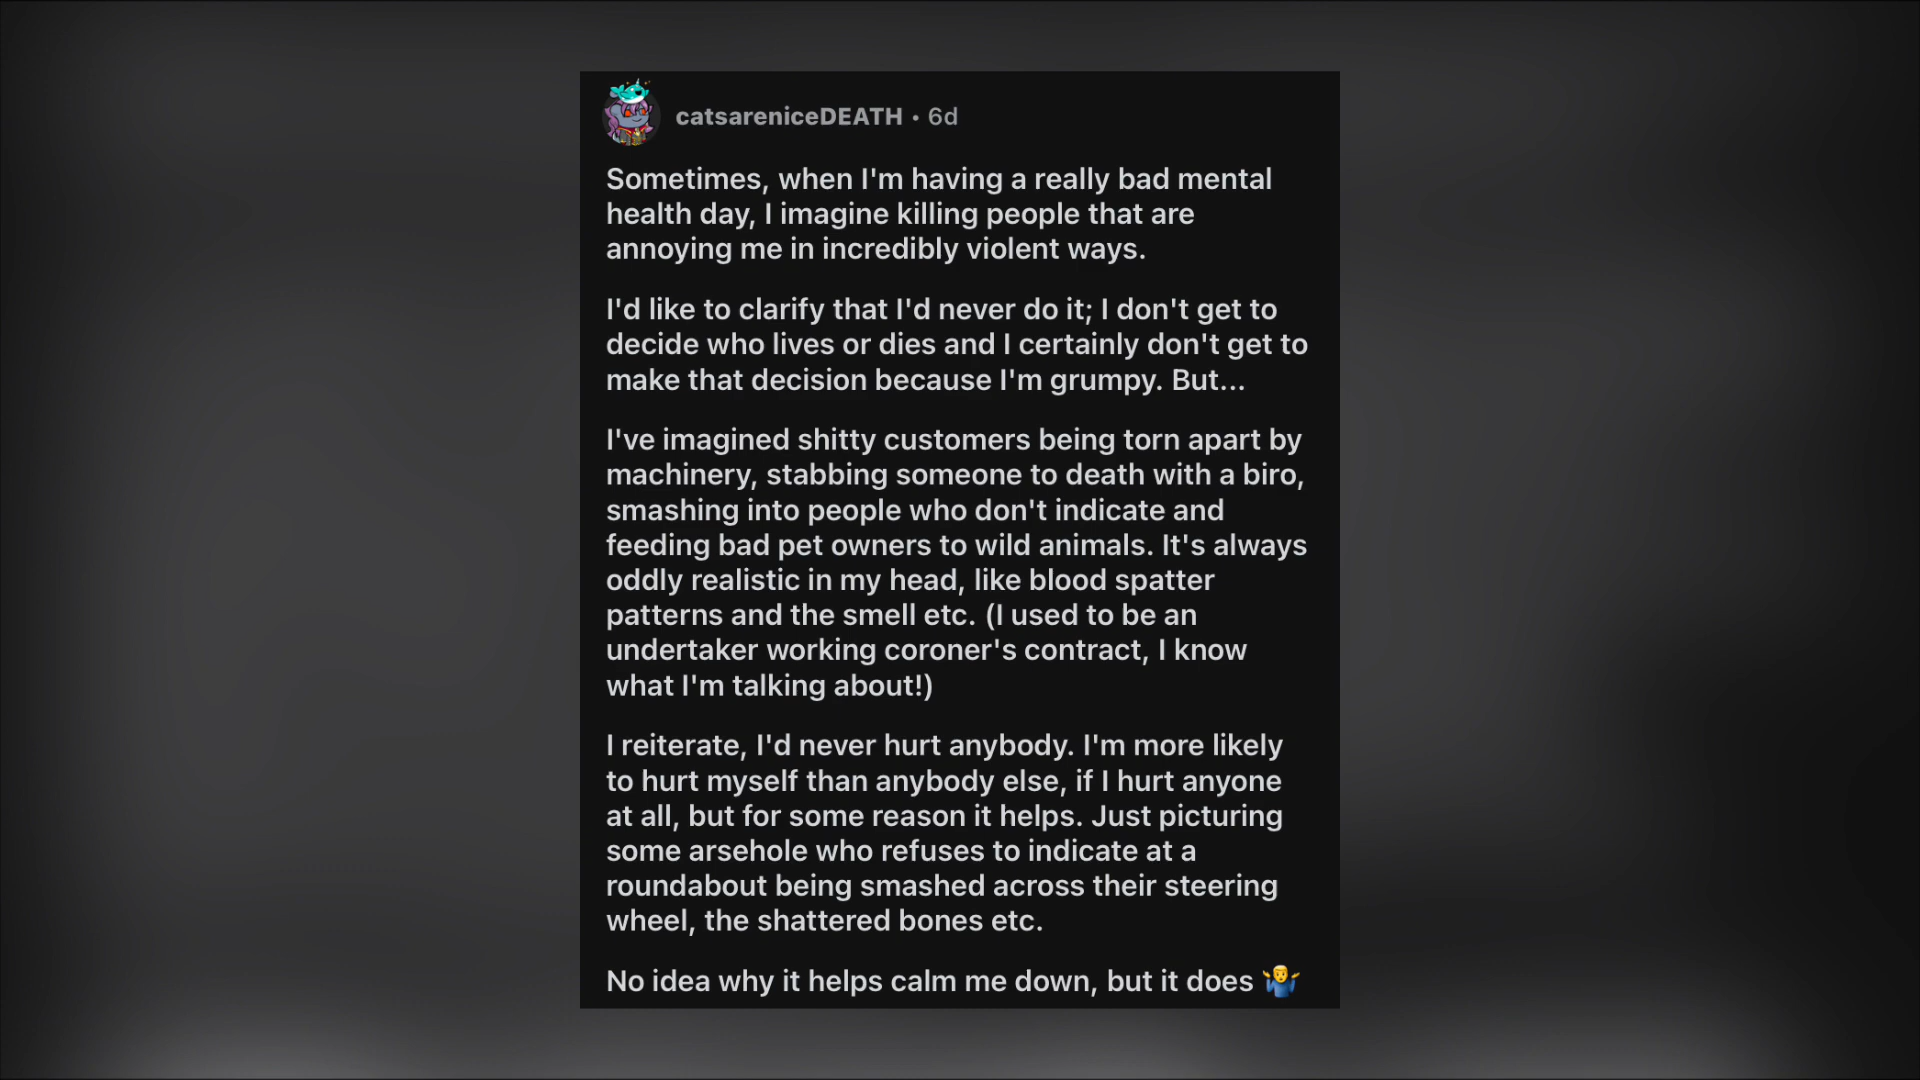 catsareniceDEATH • 6d
Sometimes, when I'm having a really bad mental
health day, I imagine killing people that are
annoying me in incredibly violent ways.
I'd like to clarify that I'd never do it; I don't get to
decide who lives or dies and I certainly don't get to
make that decision because I'm grumpy. But...
I've imagined shitty customers being torn apart by
machinery, stabbing someone to death with a biro,
smashing into people who don't indicate and
feeding bad pet owners to wild animals. It's always
oddly realistic in my head, like blood spatter
patterns and the smell etc. (I used to be an
undertaker working coroner's contract, I know
what I'm talking about!)
I reiterate, I'd never hurt anybody. I'm more likely
to hurt myself than anybody else, if I hurt anyone
at all, but for some reason it helps. Just picturing
some arsehole who refuses to indicate at a
roundabout being smashed across their steering
wheel, the shattered bones etc.
No idea why it helps calm me down, but it does 🤷‍♂️